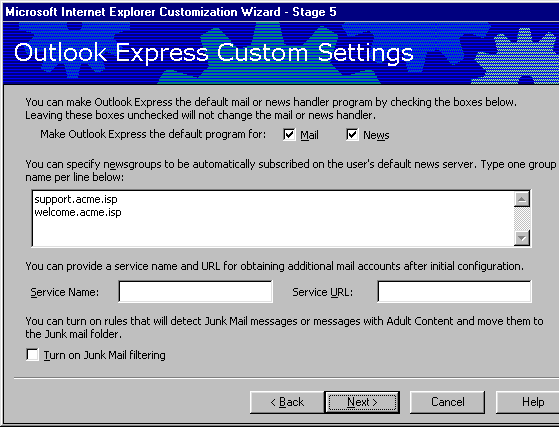 Microsoft Internet Explorer Customization Wizard - Stage 5
Outlook Express Custom Settings
You can make Outlook Express the default mail or news handler program by checking the boxes below.
Leaving these boxes unchecked will not change the mail or news handler.
Make Outlook Express the default program for: Mail News
You can specify newsgroups to be automatically subscribed on the user's default news server. Type one group
name per line below:
support.acme.isp
welcome.acme.isp
You can provide a service name and URL for obtaining additional mail accounts after initial configuration.
Service Name: Service URL:
You can turn on rules that will detect Junk Mail messages or messages with Adult Content and move them to
the Junk mail folder.
Turn on Junk Mail filtering
< Back Next > Cancel Help